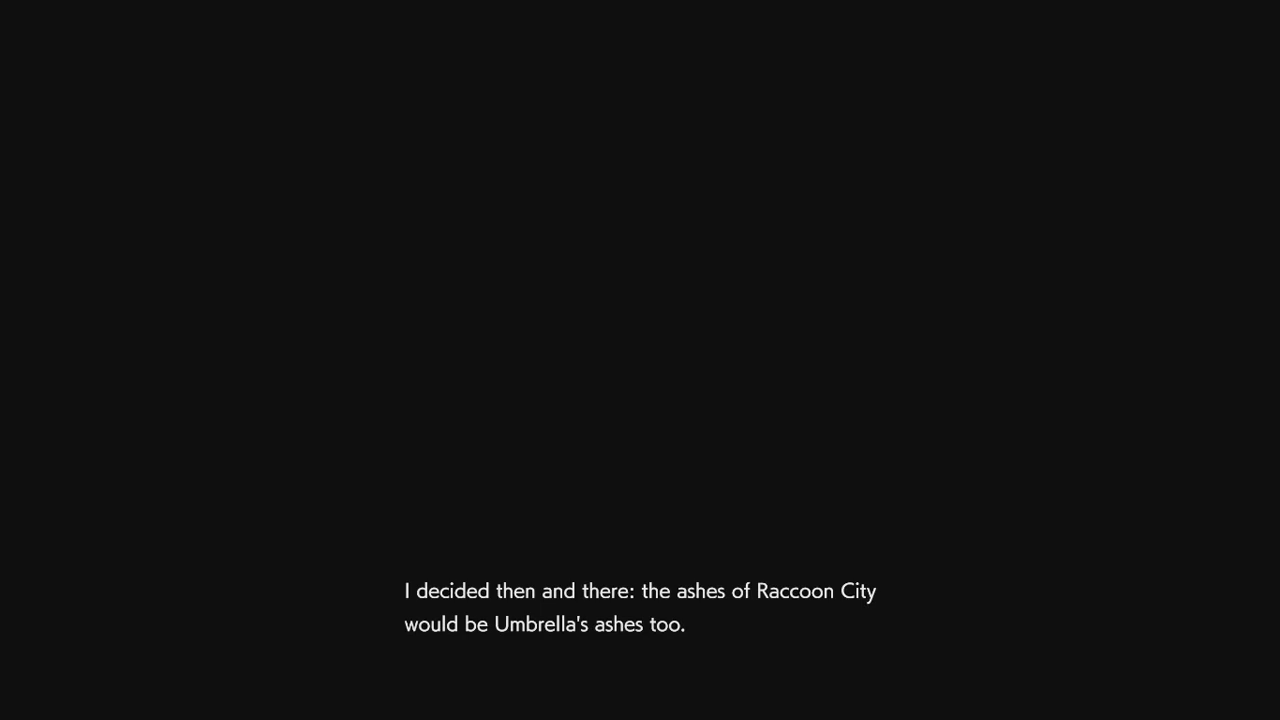 I decided then and there: the ashes of Raccoon City
would be Umbrella's ashes too.